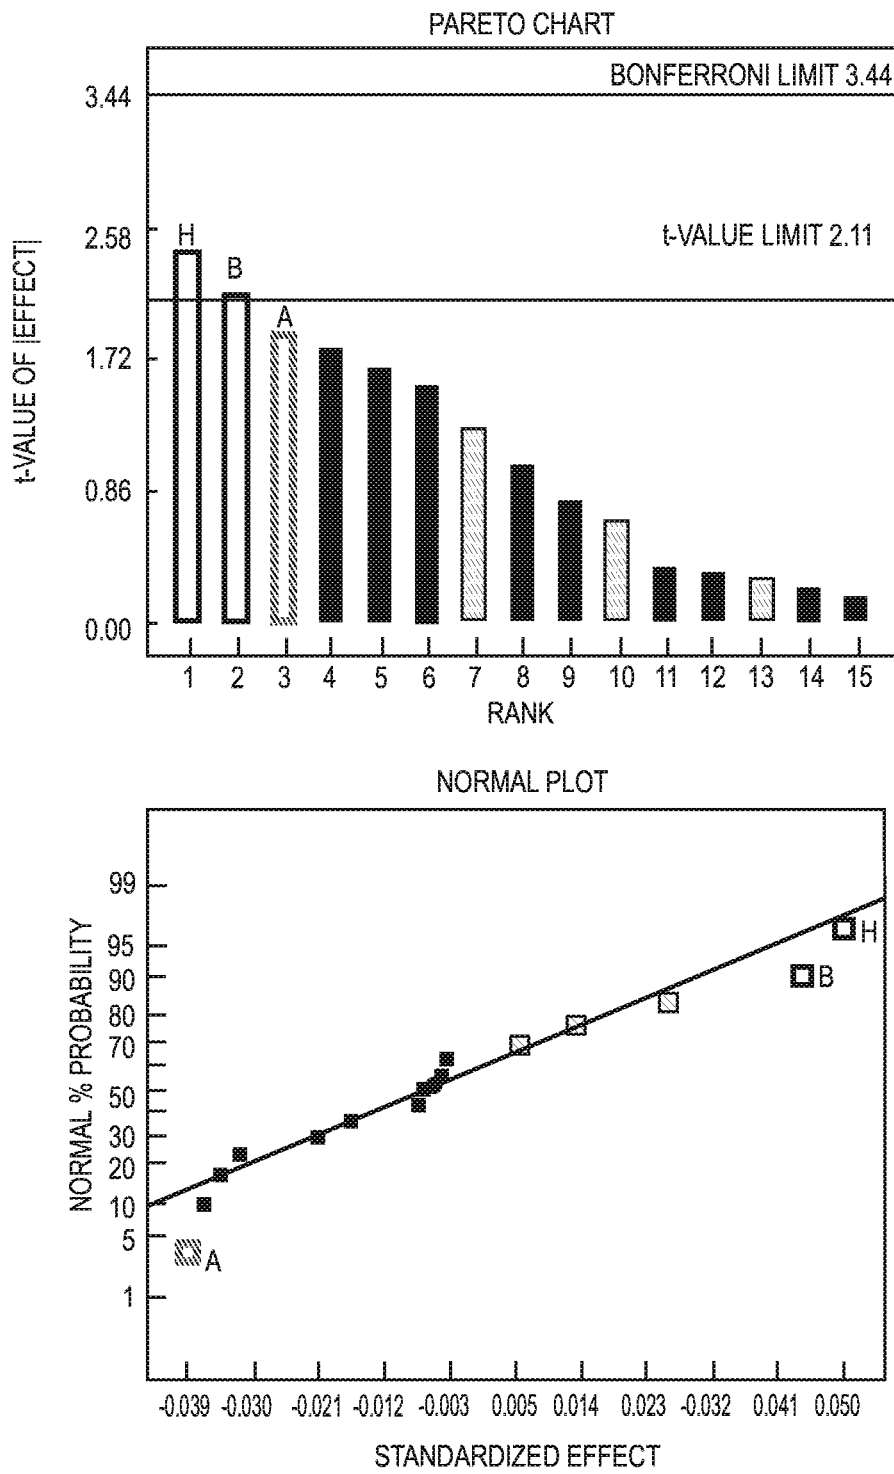 PARETO CHART
BONFERRONI LIMIT 3.44
3.44
2.58
H
t-VALUE LIMIT 2.11
B
A
t-VALUE OF |EFFECT|
1.72
0.86
0.00
1 2 3 4 5 6 7 8 9 10 11 12 13 14 15
RANK
NORMAL PLOT
99
95
H
90
B
80
70
NORMAL % PROBABILITY
50
30
20
10
5
A
1
-0.039 -0.030 -0.021 -0.012 -0.003 0.005 0.014 0.023 -0.032 0.041 0.050
STANDARDIZED EFFECT